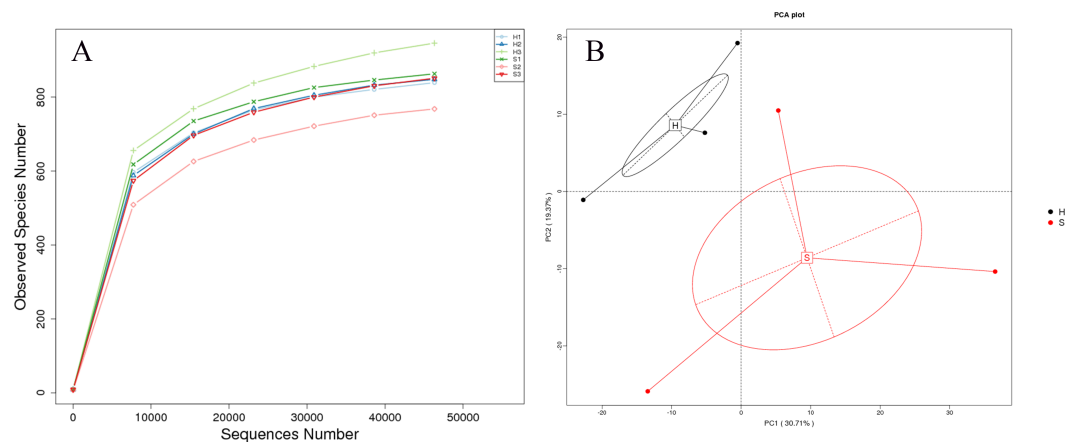 A
Observed Species Number
800
600
400
200
0
0 10000 20000 30000 40000 50000
Sequences Number
H1
H2
H3
S1
S2
S3
B
PCA plot
PC2 ( 19.37%)
20
10
0
-10
-20
H
S
-20 -10 0 10 20 30
PC1 ( 30.71%)
H
S